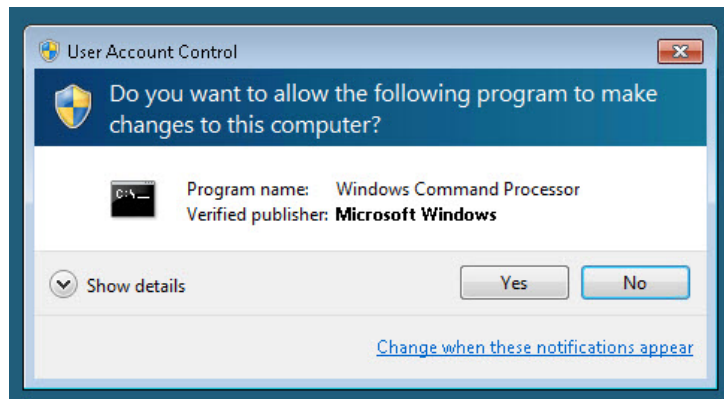 User Account Control
Do you want to allow the following program to make
changes to this computer?
C:\_
Program name: Windows Command Processor
Verified publisher: Microsoft Windows
Show details
Yes
No
Change when these notifications appear